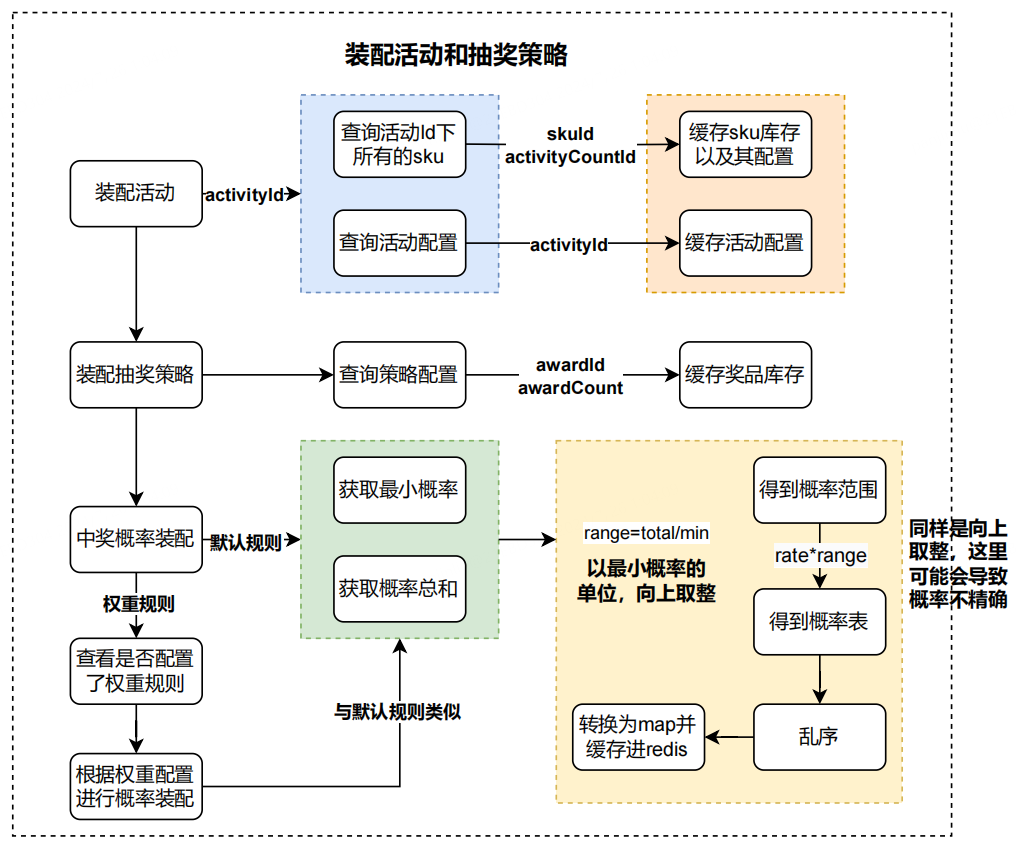 装配活动和抽奖策略
装配活动
activityId
查询活动Id下
所有的sku
skuId
activityCountId
缓存sku库存
以及其配置
查询活动配置
activityId
缓存活动配置
装配抽奖策略
查询策略配置
awardId
awardCount
缓存奖品库存
中奖概率装配
默认规则
获取最小概率
获取概率总和
range=total/min
以最小概率的
单位，向上取整
得到概率范围
rate*range
得到概率表
同样是向上
取整，这里
可能会导致
概率不精确
乱序
转换为map并
缓存进redis
权重规则
查看是否配置
了权重规则
根据权重配置
进行概率装配
与默认规则类似